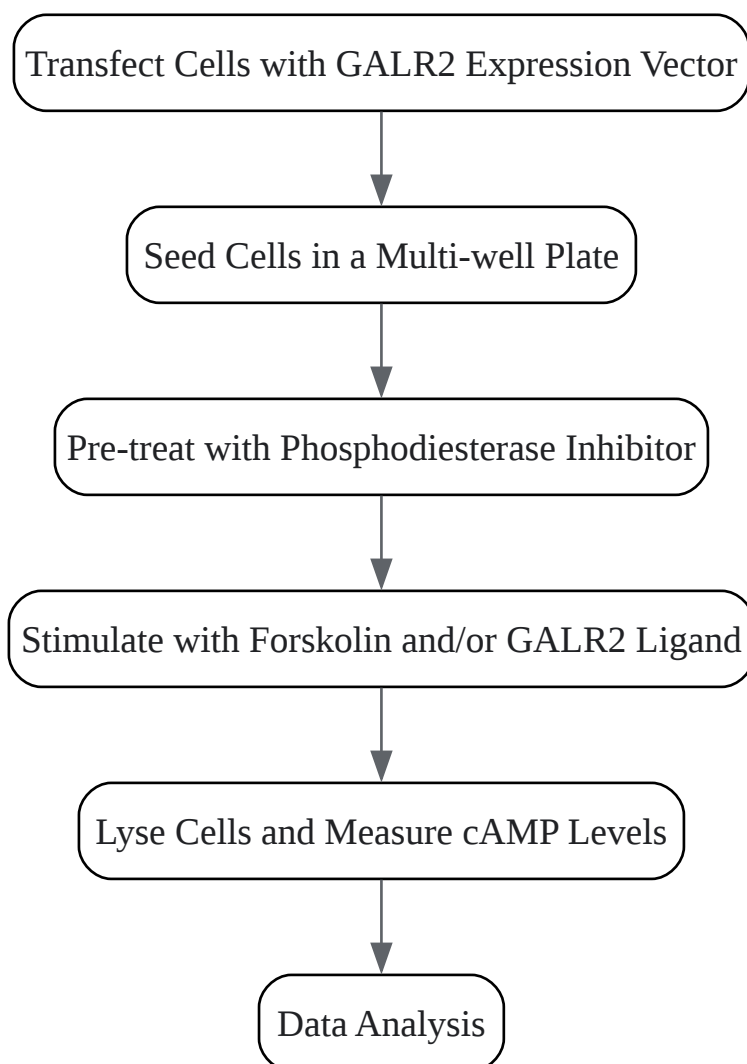 Transfect Cells with GALR2 Expression Vector
Seed Cells in a Multi-well Plate
Pre-treat with Phosphodiesterase Inhibitor
Stimulate with Forskolin and/or GALR2 Ligand
Lyse Cells and Measure cAMP Levels
Data Analysis